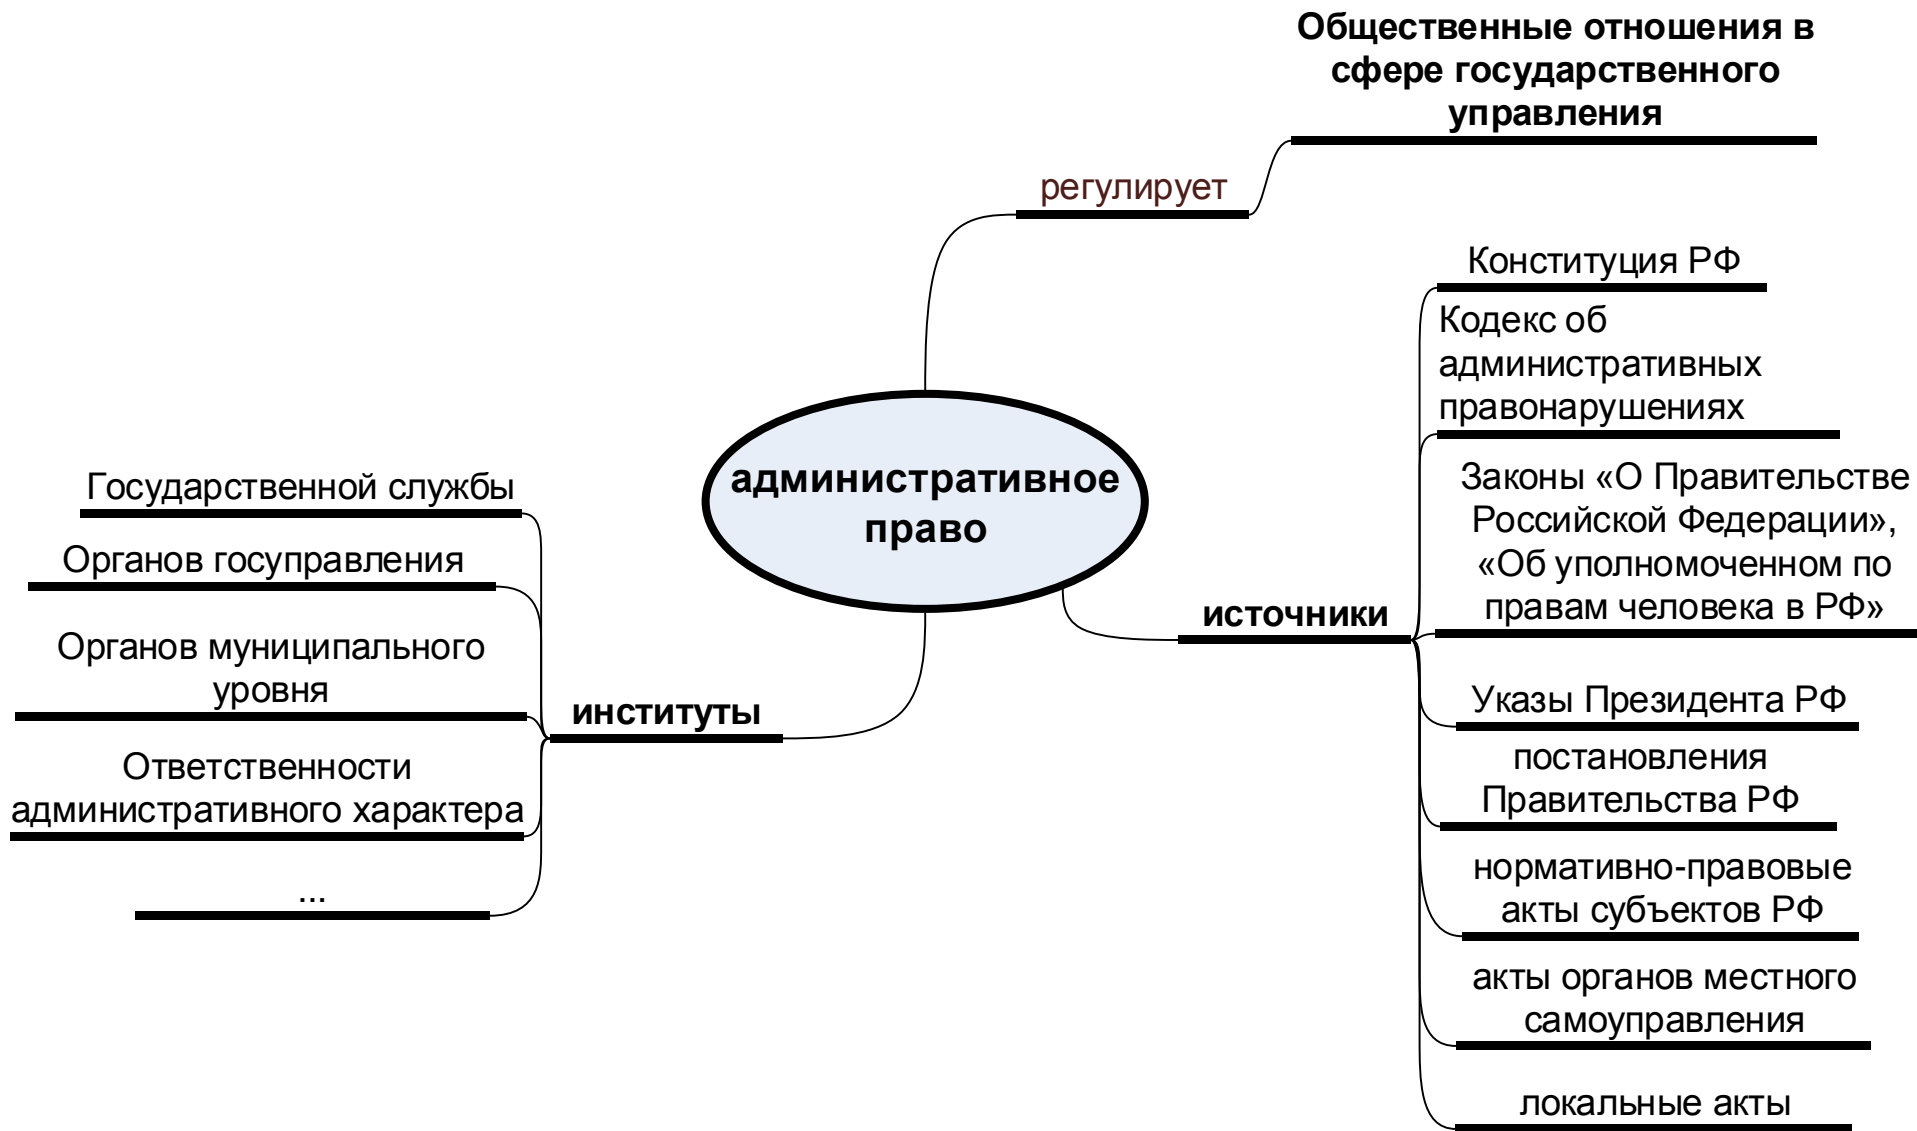 Общественные отношения в
сфере государственного
управления
регулирует
административное
право
источники
Конституция РФ
Кодекс об
административных
правонарушениях
Законы «О Правительстве
Российской Федерации»,
«Об уполномоченном по
правам человека в РФ»
Указы Президента РФ
постановления
Правительства РФ
нормативно-правовые
акты субъектов РФ
акты органов местного
самоуправления
локальные акты
институты
Государственной службы
Органов госуправления
Органов муниципального
уровня
Ответственности
административного характера
...